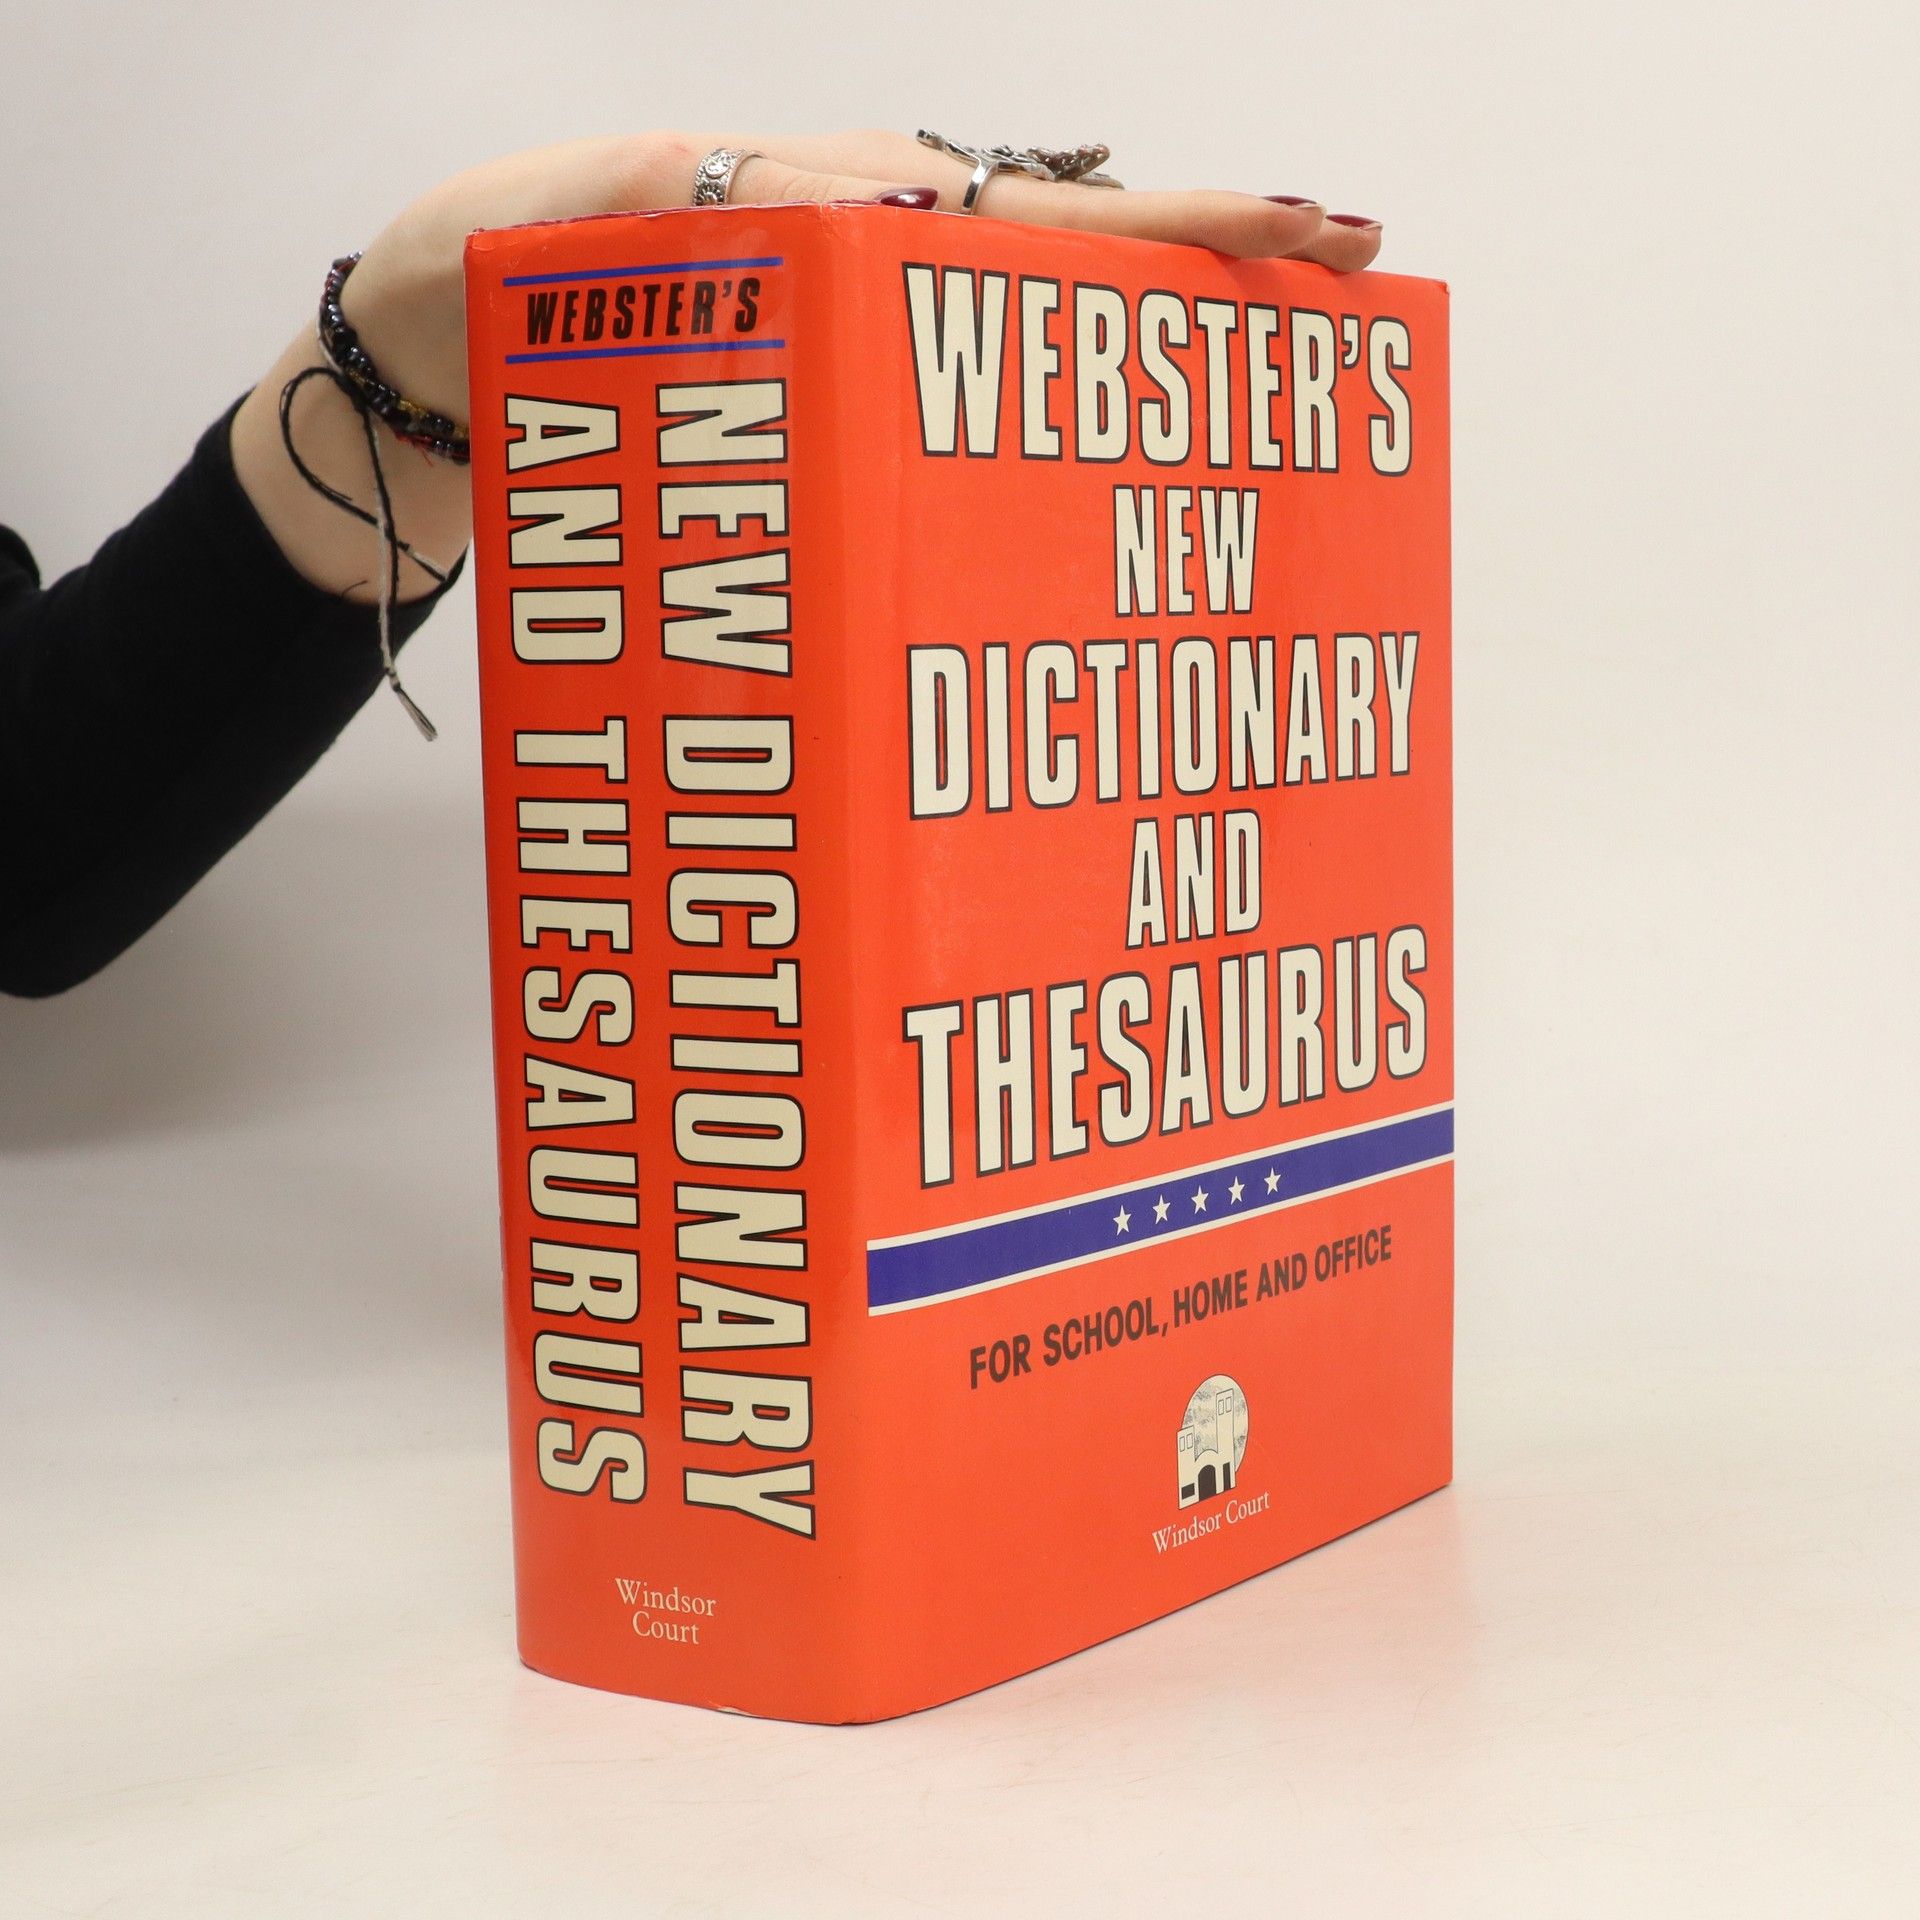 WEBSTER'S
NEW DICTIONARY
AND THESAURUS
Windsor
Court
WEBSTER'S
NEW
DICTIONARY
AND
THESAURUS
FOR SCHOOL, HOME AND OFFICE
Windsor Court